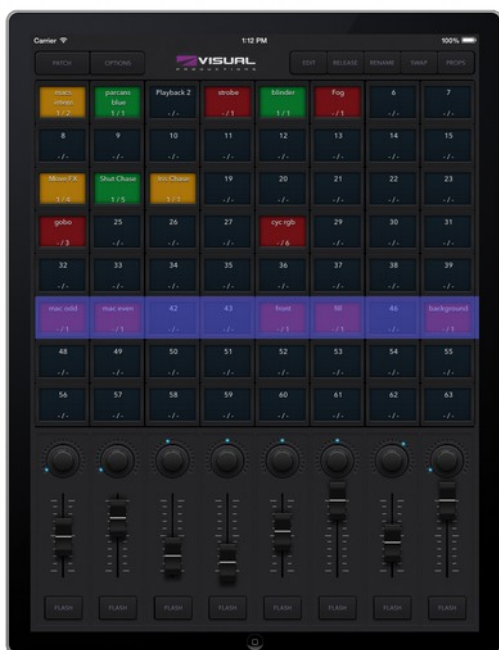 Carrier 1:12 PM 100%
PATCH OPTIONS VISUAL EDIT RELEASE RENAME SWAP PROPS
PRODUCTIONS
macs parcans Playback 2 strobe blinder Fog 6 7
blue
1 / 2 1 / 1 - / - - / 1 1 / 1 - / 1 - / - - / -
8 9 10 11 12 13 14 15
- / - - / - - / - - / - - / - - / - - / - - / -
Move FX Shut Chase Iris Chase 19 20 21 22 23
1 / 4 1 / 5 1 / 1 - / - - / - - / - - / - - / -
gobo 25 26 27 cyc rgb 29 30 31
- / 3 - / - - / - - / - - / 6 - / - - / - - / -
32 33 34 35 36 37 38 39
- / - - / - - / - - / - - / - - / - - / - - / -
mac odd mac even 42 43 front fill 46 background
- / 1 - / 1 - / - - / - - / 1 - / 1 - / - - / 1
48 49 50 51 52 53 54 55
- / - - / - - / - - / - - / - - / - - / - - / -
56 57 58 59 60 61 62 63
- / - - / - - / - - / - - / - - / - - / - - / -
FLASH FLASH FLASH FLASH FLASH FLASH FLASH FLASH